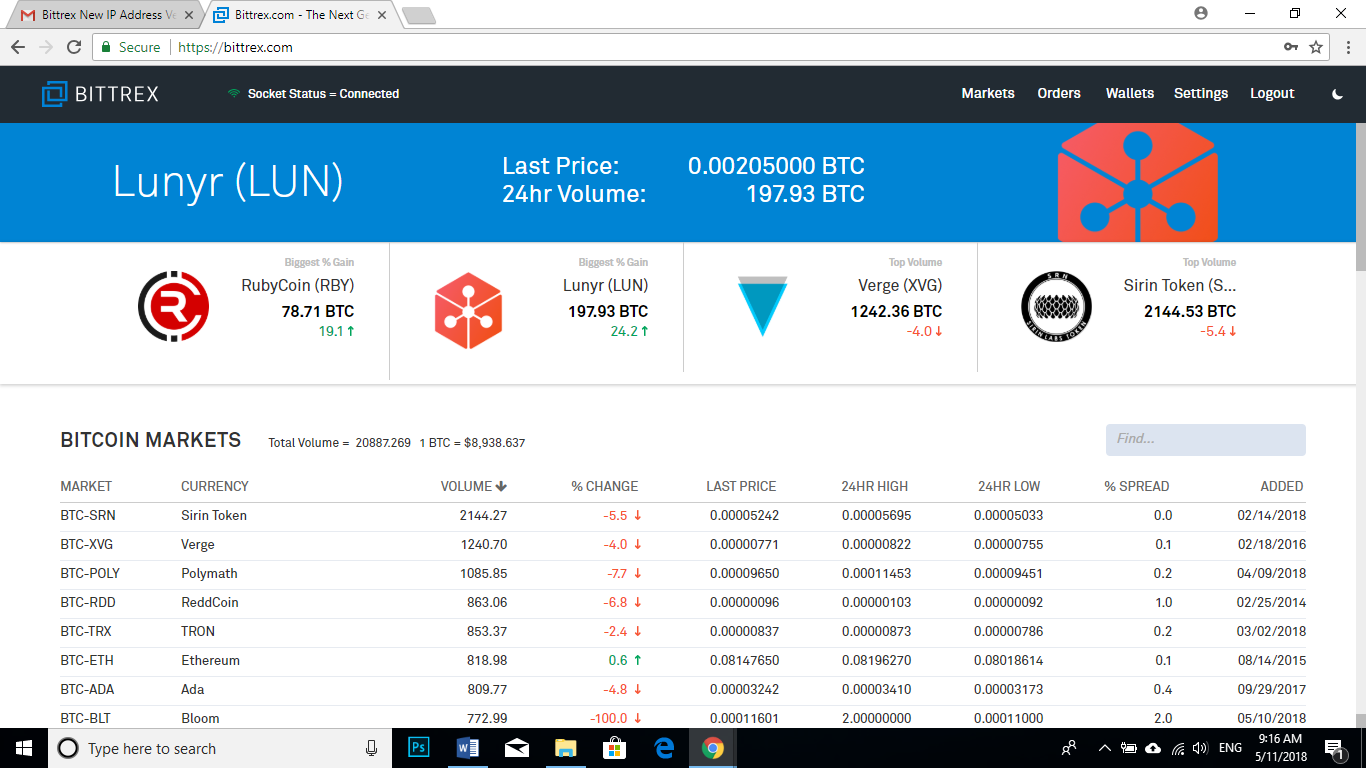 Bittrex New IP Address Ve
Bittrex.com - The Next Ge
Secure
https://bittrex.com
BITTREX
Socket Status = Connected
Markets Orders Wallets Settings Logout
Lunyr (LUN)
Last Price: 0.00205000 BTC
24hr Volume: 197.93 BTC
Biggest % Gain
RubyCoin (RBY)
78.71 BTC
19.1↑
Biggest % Gain
Lunyr (LUN)
197.93 BTC
24.2↑
Top Volume
Verge (XVG)
1242.36 BTC
-4.0↓
SRN
SIRIN LABS TOKEN
Top Volume
Sirin Token (S...
2144.53 BTC
-5.4↓
BITCOIN MARKETS Total Volume = 20887.269 1 BTC = $8,938.637
Find...
MARKET CURRENCY VOLUME↓ % CHANGE LAST PRICE 24HR HIGH 24HR LOW % SPREAD ADDED
BTC-SRN Sirin Token 2144.27 -5.5 ↓ 0.00005242 0.00005695 0.00005033 0.0 02/14/2018
BTC-XVG Verge 1240.70 -4.0 ↓ 0.00000771 0.00000822 0.00000755 0.1 02/18/2016
BTC-POLY Polymath 1085.85 -7.7 ↓ 0.00009650 0.00011453 0.00009451 0.2 04/09/2018
BTC-RDD ReddCoin 863.06 -6.8 ↓ 0.00000096 0.00000103 0.00000092 1.0 02/25/2014
BTC-TRX TRON 853.37 -2.4 ↓ 0.00000837 0.00000873 0.00000786 0.2 03/02/2018
BTC-ETH Ethereum 818.98 0.6 ↑ 0.08147650 0.08196270 0.08018614 0.1 08/14/2015
BTC-ADA Ada 809.77 -4.8 ↓ 0.00003242 0.00003410 0.00003173 0.4 09/29/2017
BTC-BLT Bloom 772.99 -100.0 ↓ 0.00011601 2.00000000 0.00011000 2.0 05/10/2018
Type here to search
Ps
ENG
9:16 AM
5/11/2018
1